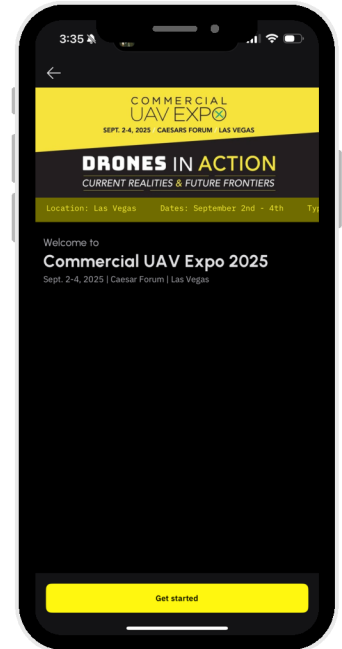 3:35
COMMERCIAL
UAV EXPO
SEPT. 2-4, 2025 CAESARS FORUM LAS VEGAS
DRONES IN ACTION
CURRENT REALITIES & FUTURE FRONTIERS
Location: Las Vegas Dates: September 2nd - 4th Typ
Welcome to
Commercial UAV Expo 2025
Sept. 2-4, 2025 | Caesar Forum | Las Vegas
Get started